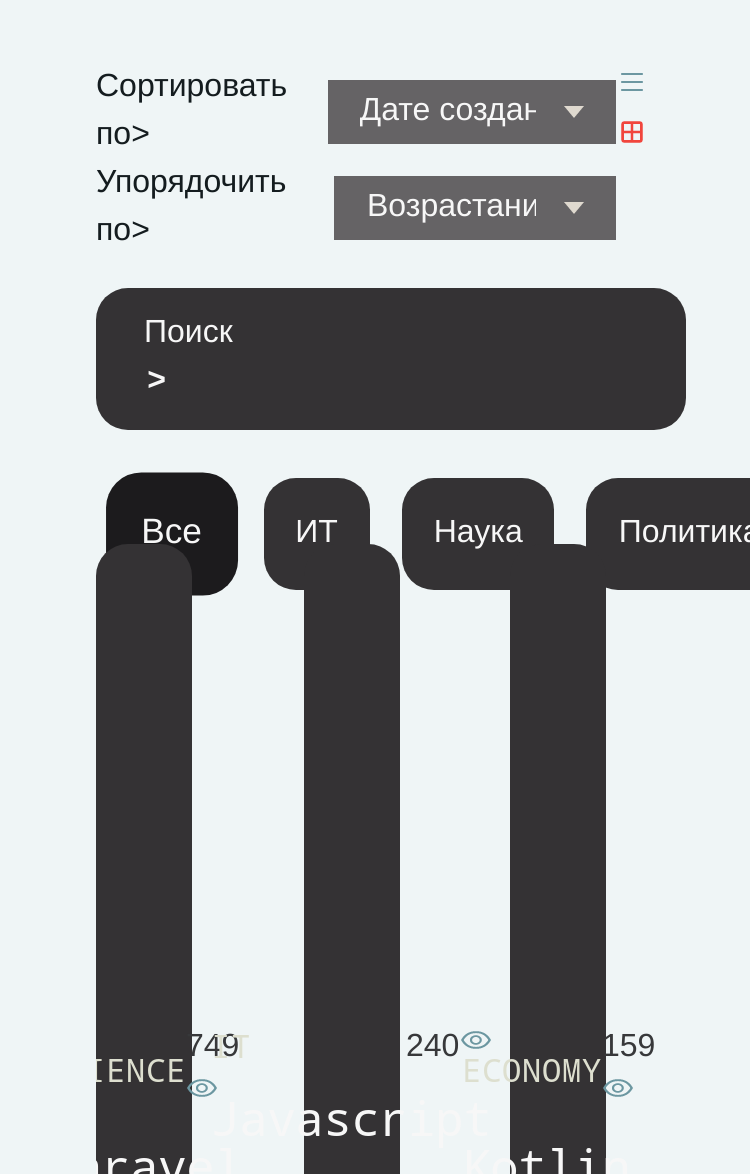 Сортировать
по>
Дате создан
Упорядочить
по>
Возрастани
Поиск
>
Все
ИТ
Наука
Политика
749
IT
240
159
IENCE
ECONOMY
Javascript
aravel
Kotlin